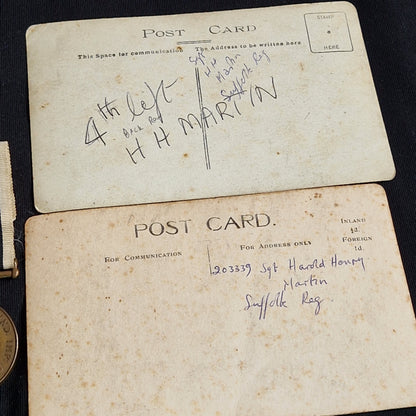 POST CARD
STAMP
HERE
This Space for communication
The Address to be written here
Sgt
H H
Martin
Suffolk Reg
4th left
Back Row
H H MARTIN
POST CARD.
INLAND
½d.
FOREIGN
1d.
FOR COMMUNICATION
FOR ADDRESS ONLY
203339 Sgt Harold Henry
Martin
Suffolk Reg.